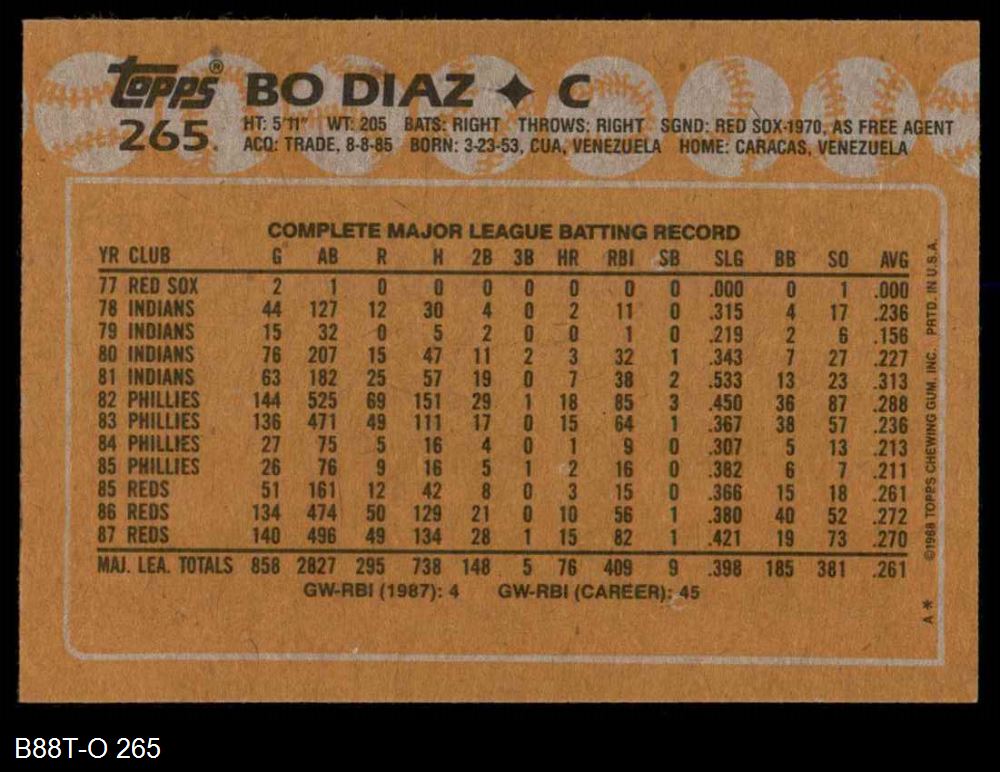 topps® BO DIAZ ✦ C
265. HT: 5'11" WT: 205 BATS: RIGHT THROWS: RIGHT SGND: RED SOX-1970, AS FREE AGENT
ACQ: TRADE, 8-8-85 BORN: 3-23-53, CUA, VENEZUELA HOME: CARACAS, VENEZUELA
COMPLETE MAJOR LEAGUE BATTING RECORD
YR CLUB G AB R H 2B 3B HR RBI SB SLG BB SO AVG
77 RED SOX 2 1 0 0 0 0 0 0 0 .000 0 1 .000
78 INDIANS 44 127 12 30 4 0 2 11 0 .315 4 17 .236
79 INDIANS 15 32 0 5 2 0 0 1 0 .219 2 6 .156
80 INDIANS 76 207 15 47 11 2 3 32 1 .343 7 27 .227
81 INDIANS 63 182 25 57 19 0 7 38 2 .533 13 23 .313
82 PHILLIES 144 525 69 151 29 1 18 85 3 .450 36 87 .288
83 PHILLIES 136 471 49 111 17 0 15 64 1 .367 38 57 .236
84 PHILLIES 27 75 5 16 4 0 1 9 0 .307 5 13 .213
85 PHILLIES 26 76 9 16 5 1 2 16 0 .382 6 7 .211
85 REDS 51 161 12 42 8 0 3 15 0 .366 15 18 .261
86 REDS 134 474 50 129 21 0 10 56 1 .380 40 52 .272
87 REDS 140 496 49 134 28 1 15 82 1 .421 19 73 .270
MAJ. LEA. TOTALS 858 2827 295 738 148 5 76 409 9 .398 185 381 .261
GW-RBI (1987): 4 GW-RBI (CAREER): 45
A* ©1988 TOPPS CHEWING GUM, INC. PRTD. IN U.S.A.
B88T-O 265